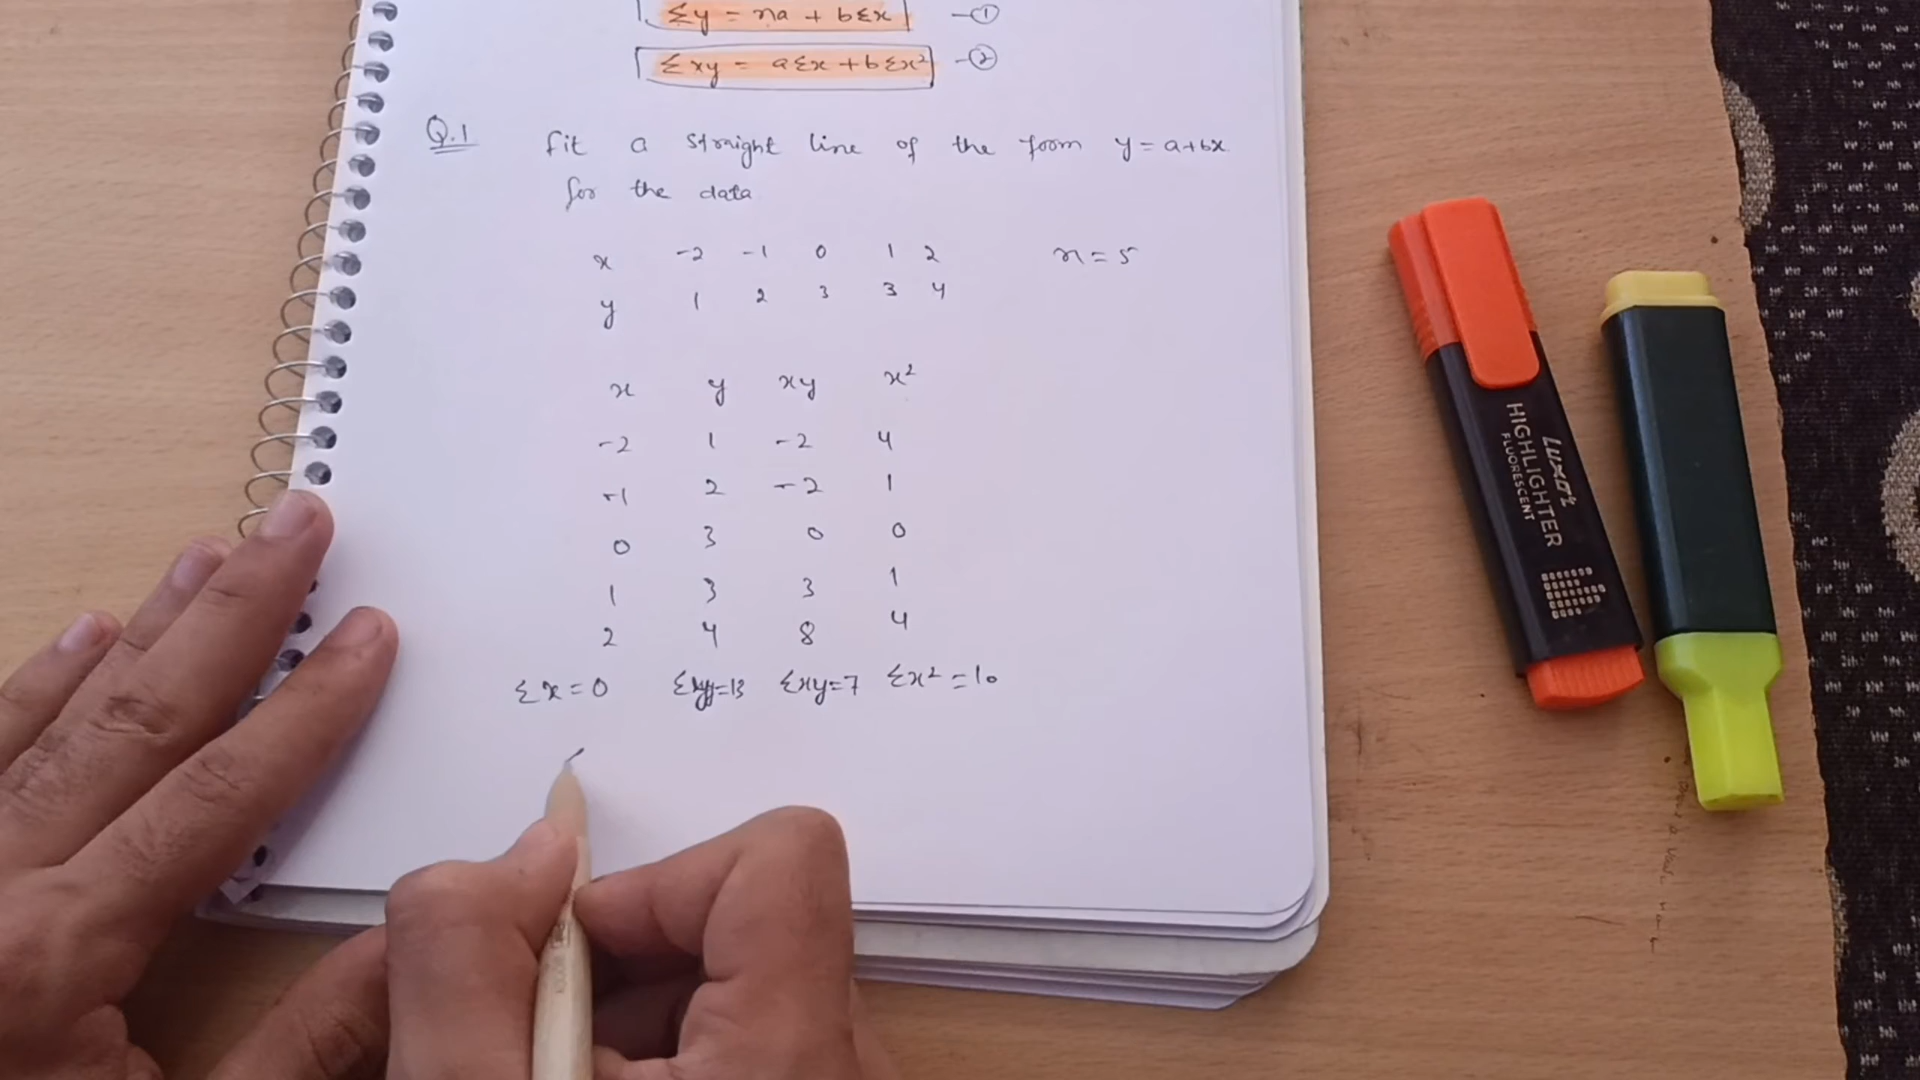 Σy = na + bΣx —①
Σxy = aΣx + bΣx² —②
Q.1 fit a straight line of the form y = a+bx
for the data
x -2 -1 0 1 2 n = 5
y 1 2 3 3 4
x y xy x²
-2 1 -2 4
-1 2 -2 1
0 3 0 0
1 3 3 1
2 4 8 4
Σx = 0 Σy=13 Σxy=7 Σx² = 10
Luxor
HIGHLIGHTER
FLUORESCENT